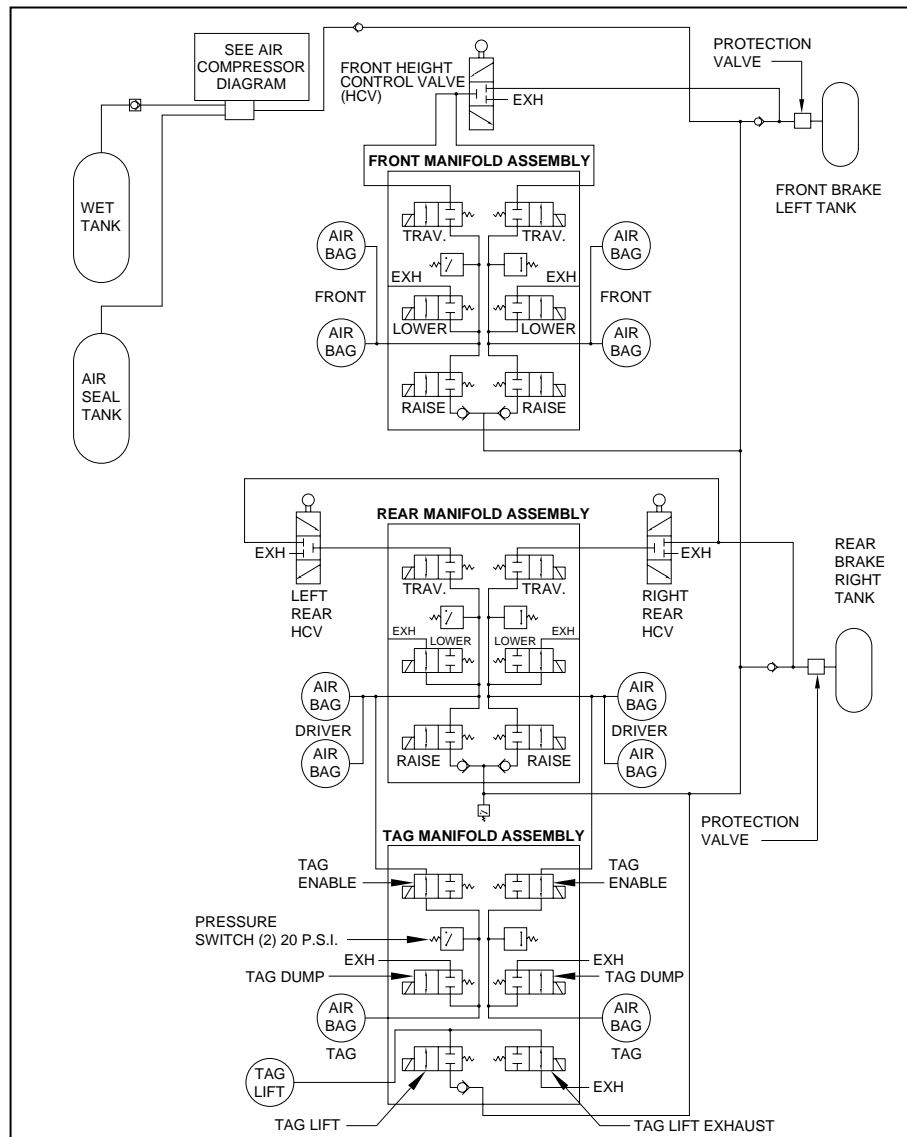 SEE AIR
COMPRESSOR
DIAGRAM
PROTECTION
VALVE
FRONT HEIGHT
CONTROL VALVE
(HCV)
EXH
FRONT BRAKE
LEFT TANK
WET
TANK
AIR
SEAL
TANK
FRONT MANIFOLD ASSEMBLY
TRAV.
TRAV.
AIR
BAG
AIR
BAG
EXH
EXH
FRONT
FRONT
LOWER
LOWER
AIR
BAG
AIR
BAG
RAISE
RAISE
REAR MANIFOLD ASSEMBLY
EXH
EXH
LEFT
REAR
HCV
RIGHT
REAR
HCV
REAR
BRAKE
RIGHT
TANK
TRAV.
TRAV.
EXH
LOWER
LOWER
EXH
AIR
BAG
AIR
BAG
DRIVER
DRIVER
AIR
BAG
AIR
BAG
RAISE
RAISE
PROTECTION
VALVE
TAG MANIFOLD ASSEMBLY
TAG
ENABLE
TAG
ENABLE
PRESSURE
SWITCH (2) 20 P.S.I.
EXH
EXH
TAG DUMP
TAG DUMP
AIR
BAG
AIR
BAG
TAG
TAG
TAG
LIFT
EXH
TAG LIFT
TAG LIFT EXHAUST